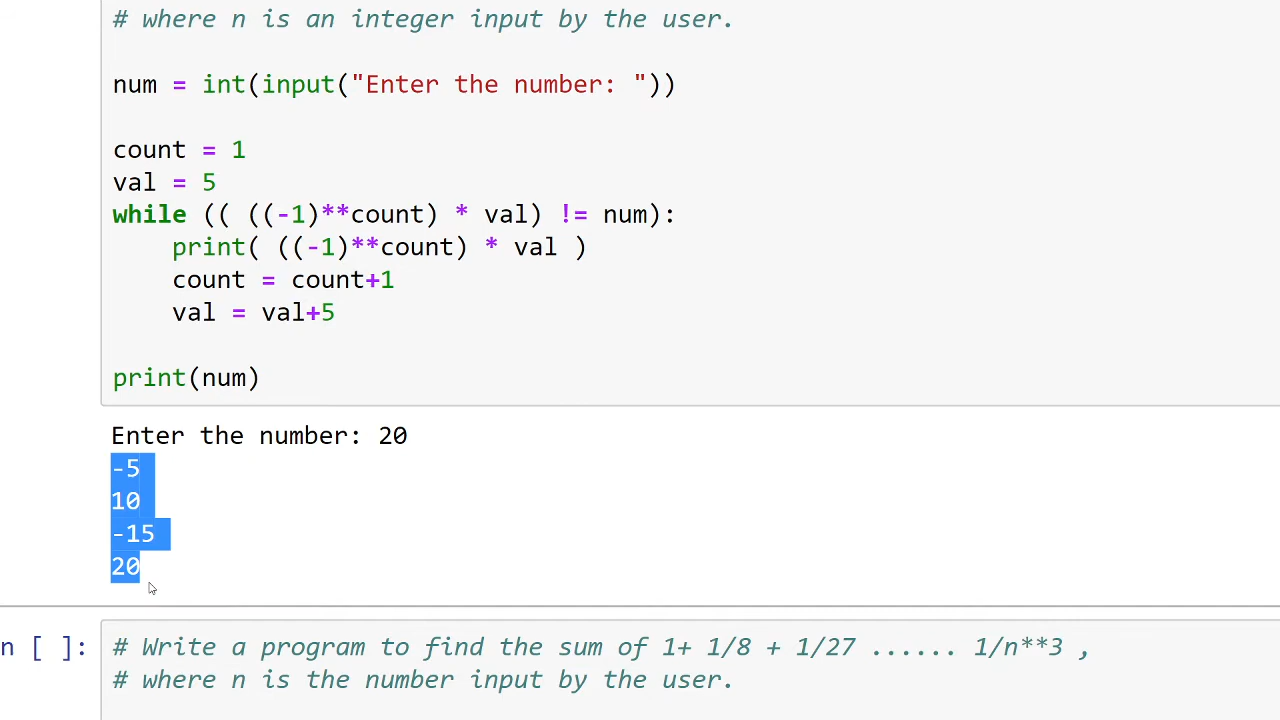 # where n is an integer input by the user.
num = int(input("Enter the number: "))
count = 1
val = 5
while (( ((-1)**count) * val) != num):
    print( ((-1)**count) * val )
    count = count+1
    val = val+5
print(num)
Enter the number: 20
-5
10
-15
20
n [ ]:
# Write a program to find the sum of 1+ 1/8 + 1/27 ...... 1/n**3 ,
# where n is the number input by the user.